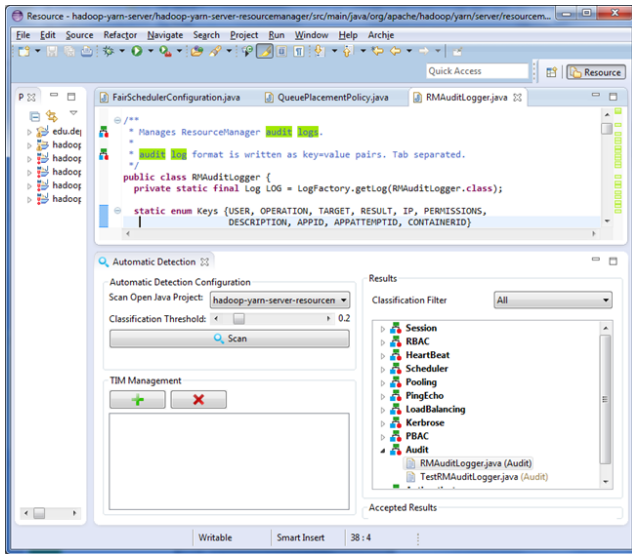 Resource - hadoop-yarn-server/hadoop-yarn-server-resourcemanager/src/main/java/org/apache/hadoop/yarn/server/resourcem...
File Edit Source Refactor Navigate Search Project Run Window Help Archie
Quick Access
Resource
P
FairSchedulerConfiguration.java
QueuePlacementPolicy.java
RMAuditLogger.java
edu.dep
hadoop
hadoop
hadoop
hadoop
hadoop
/**
* Manages ResourceManager audit logs.
*
* audit log format is written as key=value pairs. Tab separated.
*/
public class RMAuditLogger {
private static final Log LOG = LogFactory.getLog(RMAuditLogger.class);
static enum Keys {USER, OPERATION, TARGET, RESULT, IP, PERMISSIONS,
DESCRIPTION, APPID, APPATTEMPTID, CONTAINERID}
Automatic Detection
Automatic Detection Configuration
Scan Open Java Project: hadoop-yarn-server-resourcen
Classification Threshold: 0.2
Scan
TIM Management
Results
Classification Filter All
Session
RBAC
HeartBeat
Scheduler
Pooling
PingEcho
LoadBalancing
Kerbrose
PBAC
Audit
RMAuditLogger.java (Audit)
TestRMAuditLogger.java (Audit)
Accepted Results
Writable Smart Insert 38 : 4